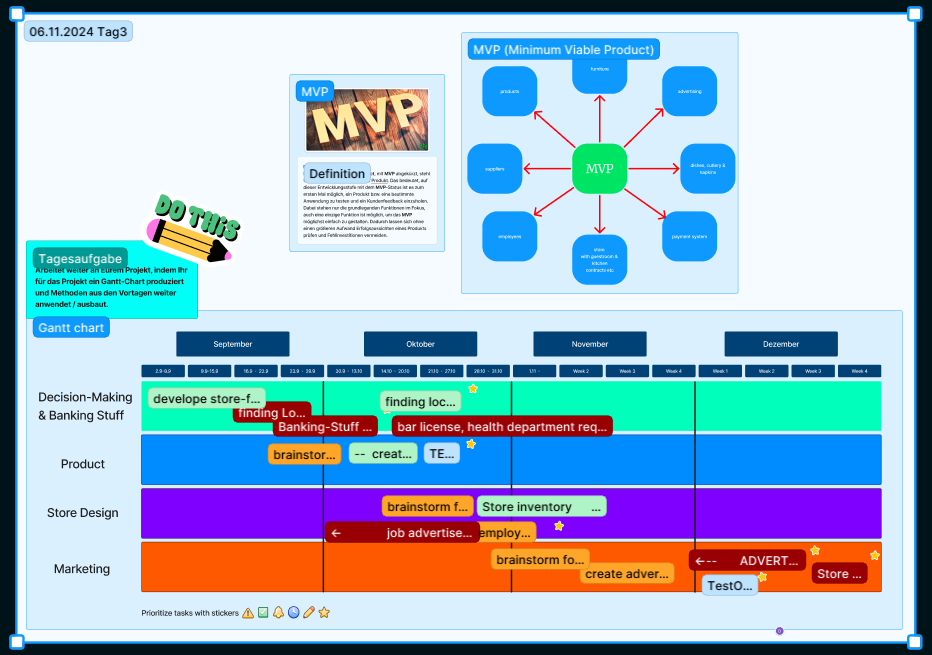 06.11.2024 Tag3
MVP (Minimum Viable Product)
furniture
products
advertising
MVP
MVP
suppliers
MVP
dishes, cutlery &
napkins
employees
payment system
store
with guestroom &
kitchen
contracts etc.
Definition
, mit MVP abgekürzt, steht
Produkt. Das bedeutet, auf
dieser Entwicklungsstufe mit dem MVP-Status ist es zum
ersten Mal möglich, ein Produkt bzw. eine bestimmte
Anwendung zu testen und ein Kundenfeedback einzuholen.
Dabei stehen nur die grundlegenden Funktionen im Fokus,
auch eine einzige Funktion ist möglich, um das MVP
möglichst einfach zu gestalten. Dadurch lassen sich ohne
einen größeren Aufwand Erfolgsaussichten eines Produkts
prüfen und Fehlinvestitionen vermeiden.
DO THiS
Tagesaufgabe
Arbeitet weiter an Eurem Projekt, indem Ihr
für das Projekt ein Gantt-Chart produziert
und Methoden aus den Vortagen weiter
anwendet / ausbaut.
Gantt chart
September
Oktober
November
Dezember
2.9-6.9
9.9-15.9
16.9 - 22.9
23.9 - 29.9
30.9 - 13.10
14.10 - 20.10
21.10 - 27.10
28.10 - 31.10
1.11 -
Week 2
Week 3
Week 4
Week 1
Week 2
Week 3
Week 4
Decision-Making
& Banking Stuff
develope store-f...
finding Lo...
finding loc...
Banking-Stuff ...
bar license, health department req...
Product
brainstor...
-- creat...
TE...
Store Design
brainstorm f...
Store inventory ...
← job advertise...
employ...
Marketing
brainstorm fo...
create adver...
←-- ADVERT...
Store ...
TestO...
Prioritize tasks with stickers